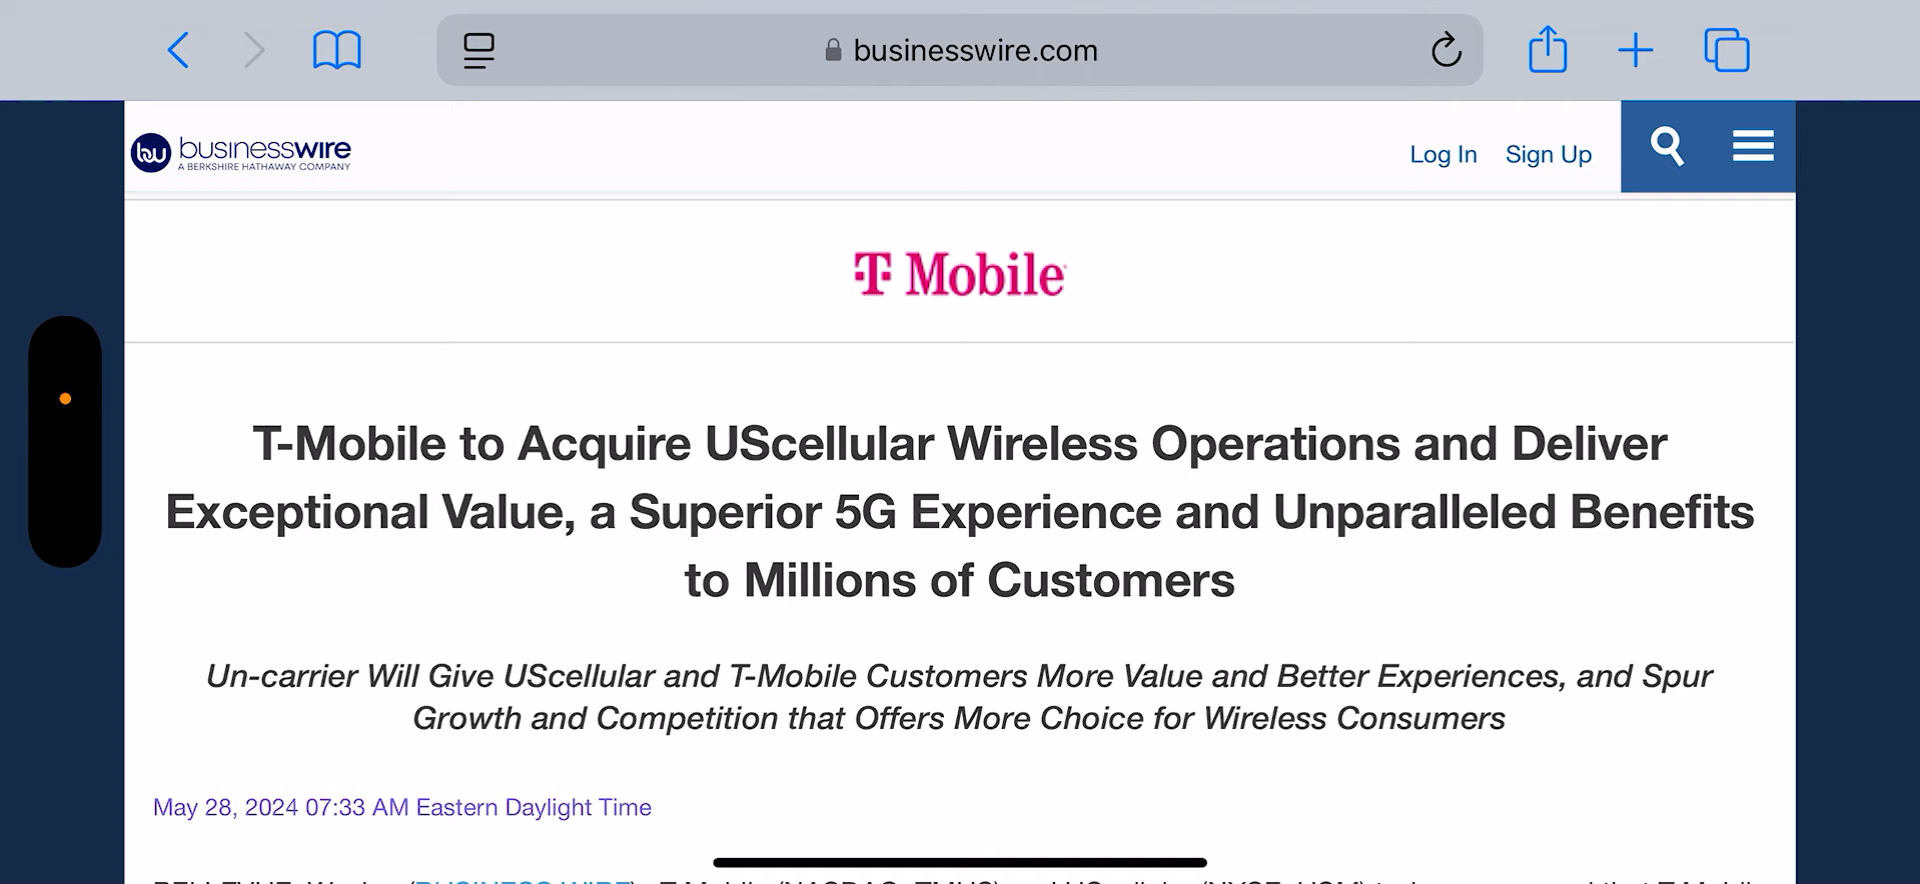 businesswire.com
bw businesswire
A BERKSHIRE HATHAWAY COMPANY
Log In Sign Up
T Mobile
T-Mobile to Acquire UScellular Wireless Operations and Deliver
Exceptional Value, a Superior 5G Experience and Unparalleled Benefits
to Millions of Customers
Un-carrier Will Give UScellular and T-Mobile Customers More Value and Better Experiences, and Spur
Growth and Competition that Offers More Choice for Wireless Consumers
May 28, 2024 07:33 AM Eastern Daylight Time